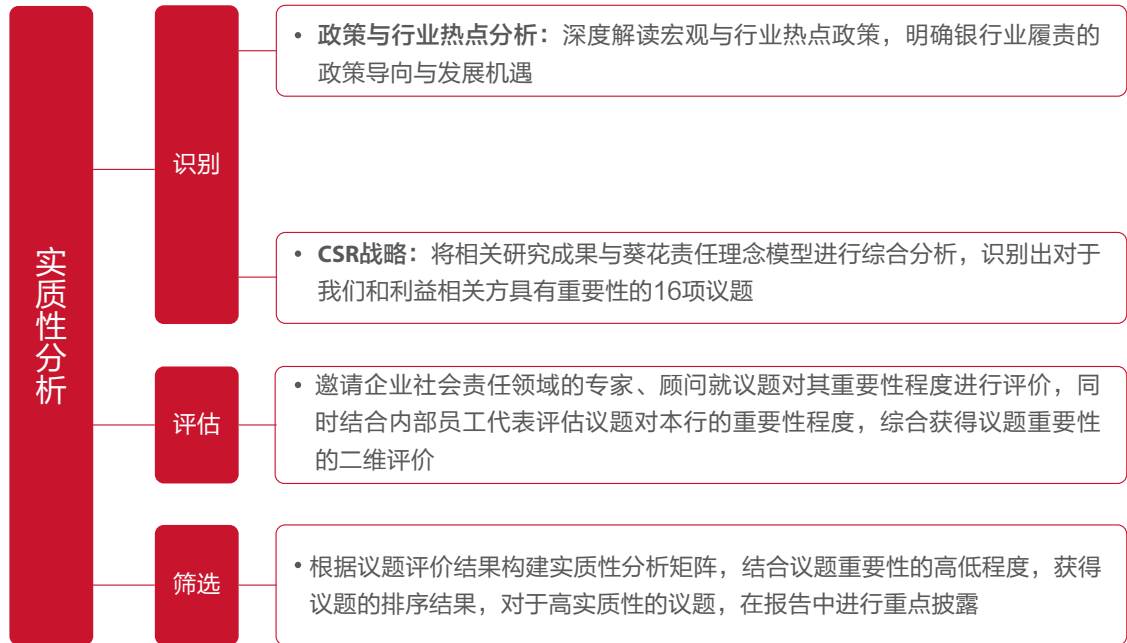 实质性分析
识别
• 政策与行业热点分析：深度解读宏观与行业热点政策，明确银行业履责的
政策导向与发展机遇
• CSR战略：将相关研究成果与葵花责任理念模型进行综合分析，识别出对于
我们和利益相关方具有重要性的16项议题
评估
• 邀请企业社会责任领域的专家、顾问就议题对其重要性程度进行评价，同
时结合内部员工代表评估议题对本行的重要性程度，综合获得议题重要性
的二维评价
筛选
• 根据议题评价结果构建实质性分析矩阵，结合议题重要性的高低程度，获得
议题的排序结果，对于高实质性的议题，在报告中进行重点披露